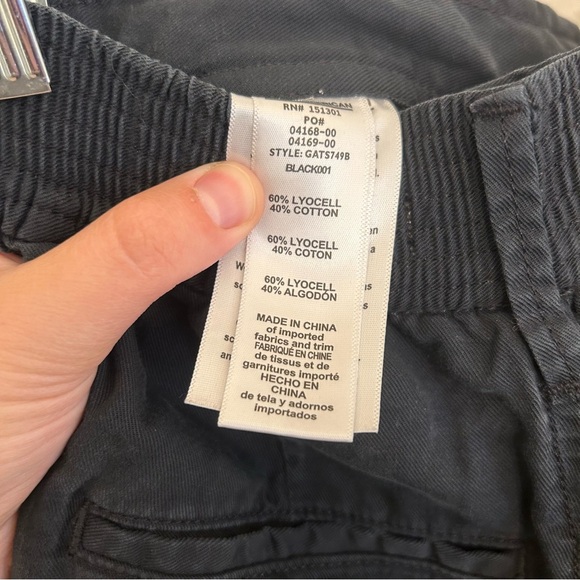 RN# 151301
PO#
04168-00
04169-00
STYLE: GATS749B
BLACK001
60% LYOCELL
40% COTTON
60% LYOCELL
40% COTON
60% LYOCELL
40% ALGODÓN
MADE IN CHINA
of imported
fabrics and trim
FABRIQUÉ EN CHINE
de tissus et de
garnitures importé
HECHO EN
CHINA
de tela y adornos
importados